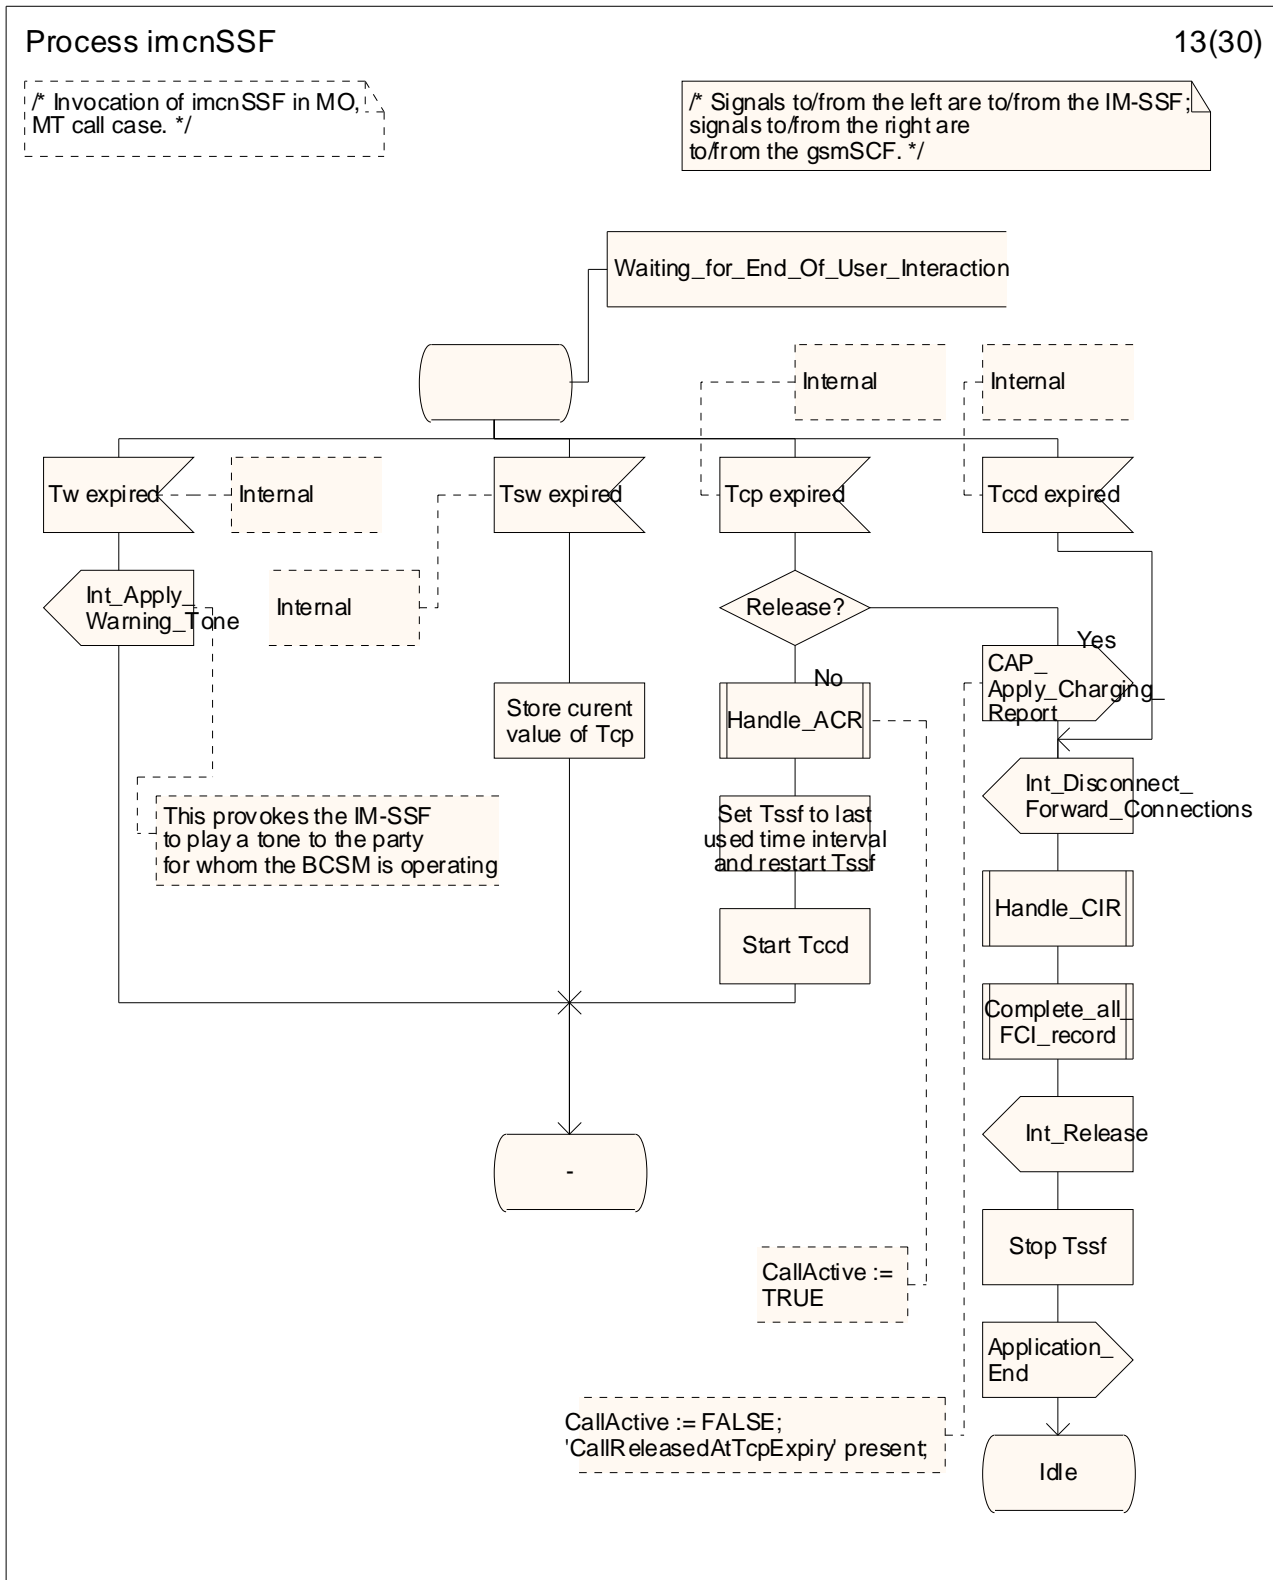 Process imcnSSF
13(30)
/* Invocation of imcnSSF in MO,
MT call case. */
/* Signals to/from the left are to/from the IM-SSF;
signals to/from the right are
to/from the gsmSCF. */
Waiting_for_End_Of_User_Interaction
Internal
Internal
Tw expired
Internal
Tsw expired
Tcp expired
Tccd expired
Int_Apply_
Warning_Tone
Internal
Release?
Yes
No
CAP_
Apply_Charging_
Report
Store curent
value of Tcp
Handle_ACR
Int_Disconnect_
Forward_Connections
This provokes the IM-SSF
to play a tone to the party
for whom the BCSM is operating
Set Tssf to last
used time interval
and restart Tssf
Handle_CIR
Start Tccd
Complete_all_
FCI_record
Int_Release
-
Stop Tssf
CallActive :=
TRUE
Application_
End
CallActive := FALSE;
'CallReleasedAtTcpExpiry' present;
Idle